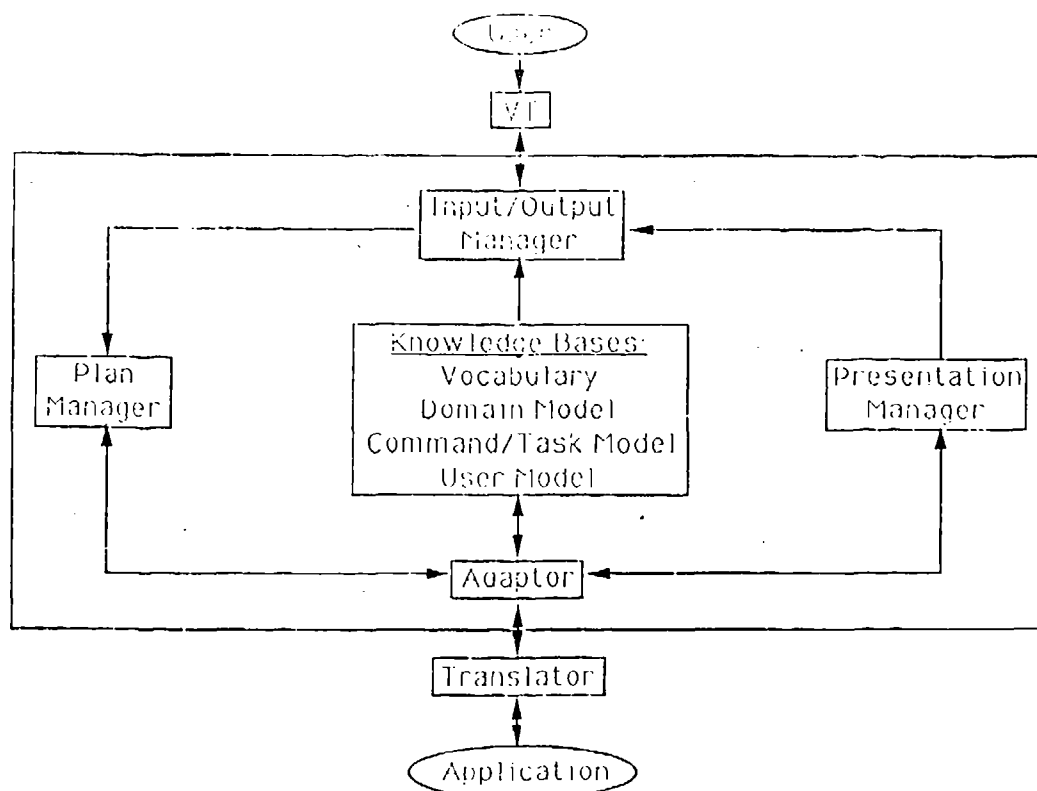 User
VT
Input/Output
Manager
Knowledge Bases:
Vocabulary
Domain Model
Command/Task Model
User Model
Plan
Manager
Presentation
Manager
Adaptor
Translator
Application